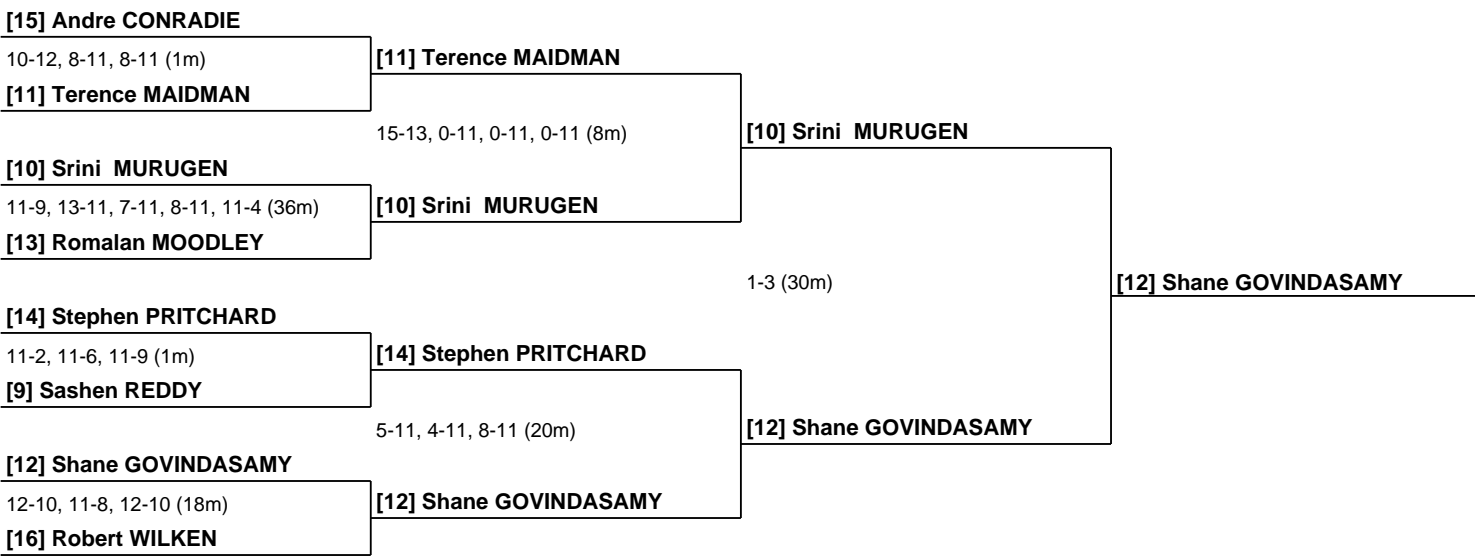 [15] Andre CONRADIE
10-12, 8-11, 8-11 (1m)
[11] Terence MAIDMAN
[11] Terence MAIDMAN
15-13, 0-11, 0-11, 0-11 (8m)
[10] Srini  MURUGEN
[10] Srini  MURUGEN
11-9, 13-11, 7-11, 8-11, 11-4 (36m)
[10] Srini  MURUGEN
[13] Romalan MOODLEY
1-3 (30m)
[12] Shane GOVINDASAMY
[14] Stephen PRITCHARD
11-2, 11-6, 11-9 (1m)
[14] Stephen PRITCHARD
[9] Sashen REDDY
5-11, 4-11, 8-11 (20m)
[12] Shane GOVINDASAMY
[12] Shane GOVINDASAMY
12-10, 11-8, 12-10 (18m)
[12] Shane GOVINDASAMY
[16] Robert WILKEN